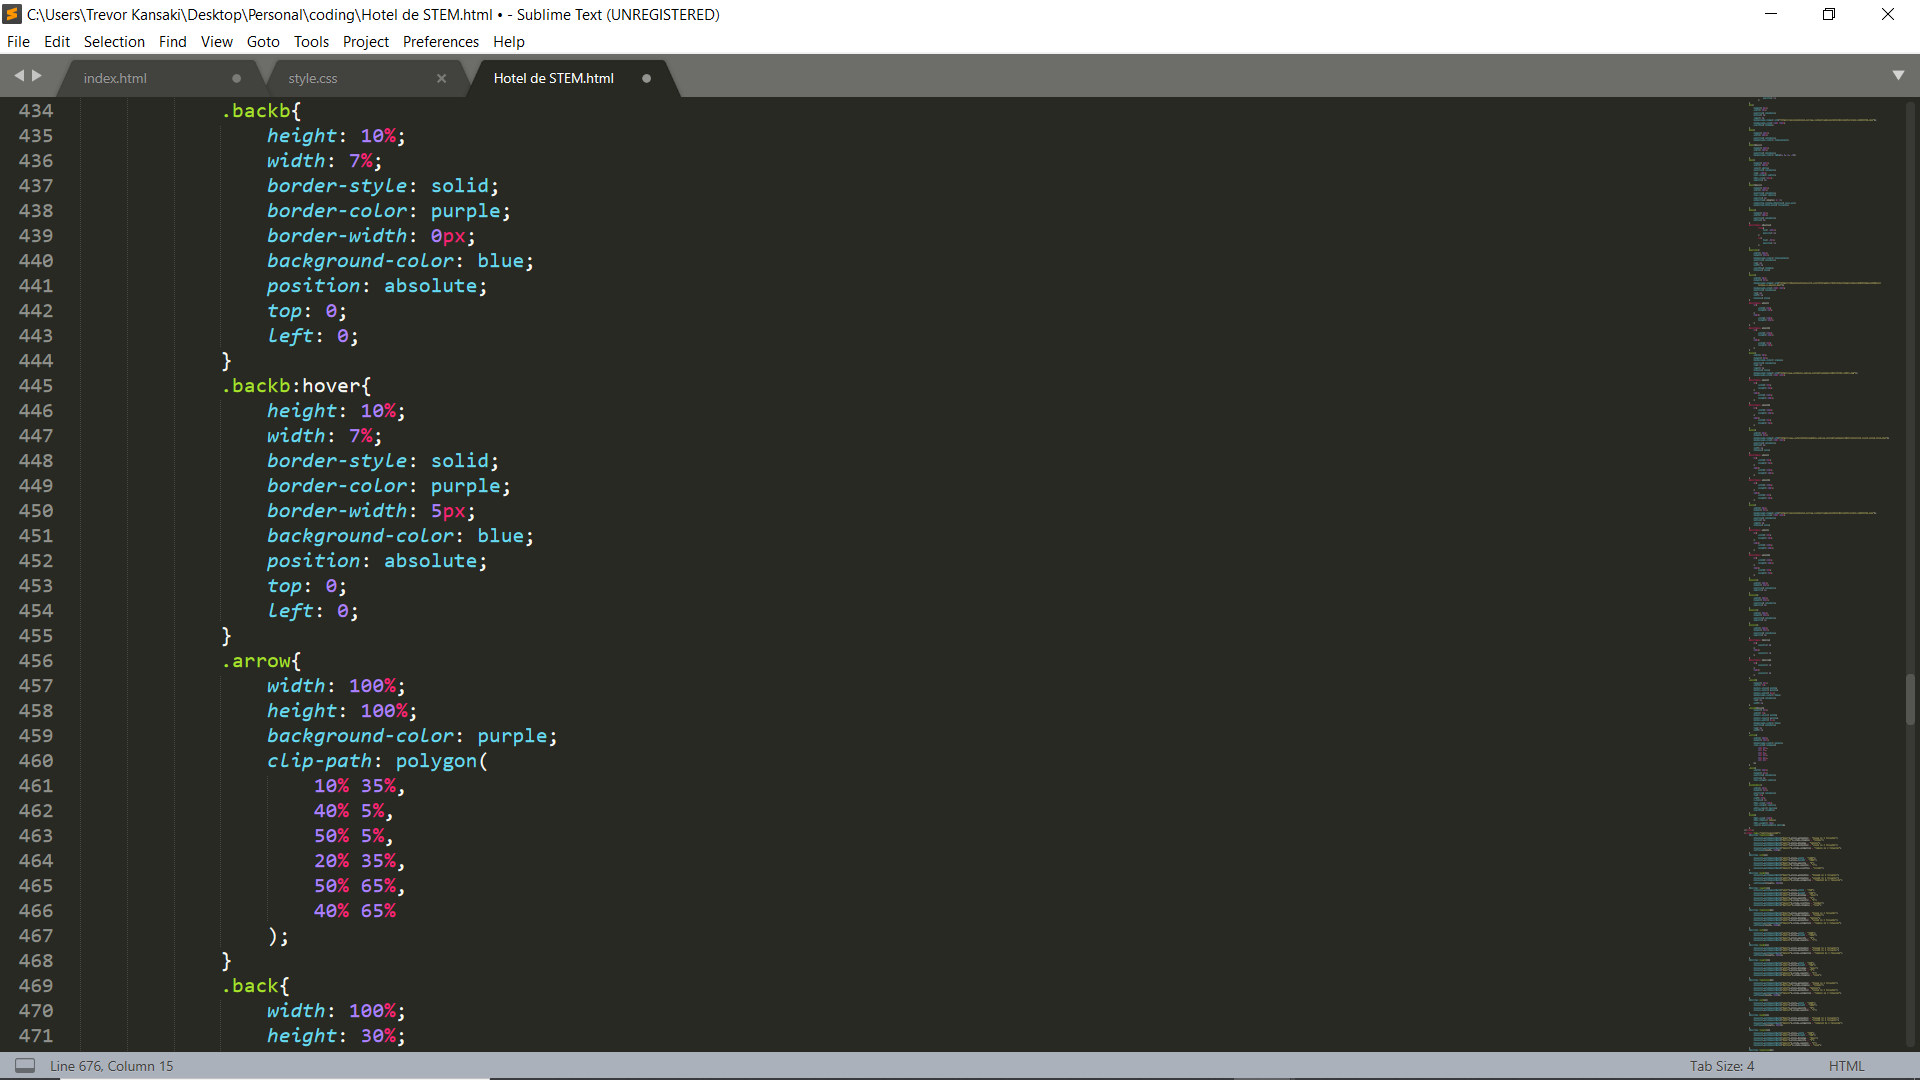 C:\Users\Trevor Kansaki\Desktop\Personal\coding\Hotel de STEM.html • - Sublime Text (UNREGISTERED)
File Edit Selection Find View Goto Tools Project Preferences Help
index.html style.css Hotel de STEM.html
434 .backb{
435 height: 10%;
436 width: 7%;
437 border-style: solid;
438 border-color: purple;
439 border-width: 0px;
440 background-color: blue;
441 position: absolute;
442 top: 0;
443 left: 0;
444 }
445 .backb:hover{
446 height: 10%;
447 width: 7%;
448 border-style: solid;
449 border-color: purple;
450 border-width: 5px;
451 background-color: blue;
452 position: absolute;
453 top: 0;
454 left: 0;
455 }
456 .arrow{
457 width: 100%;
458 height: 100%;
459 background-color: purple;
460 clip-path: polygon(
461 10% 35%,
462 40% 5%,
463 50% 5%,
464 20% 35%,
465 50% 65%,
466 40% 65%
467 );
468 }
469 .back{
470 width: 100%;
471 height: 30%;
Line 676, Column 15 Tab Size: 4 HTML